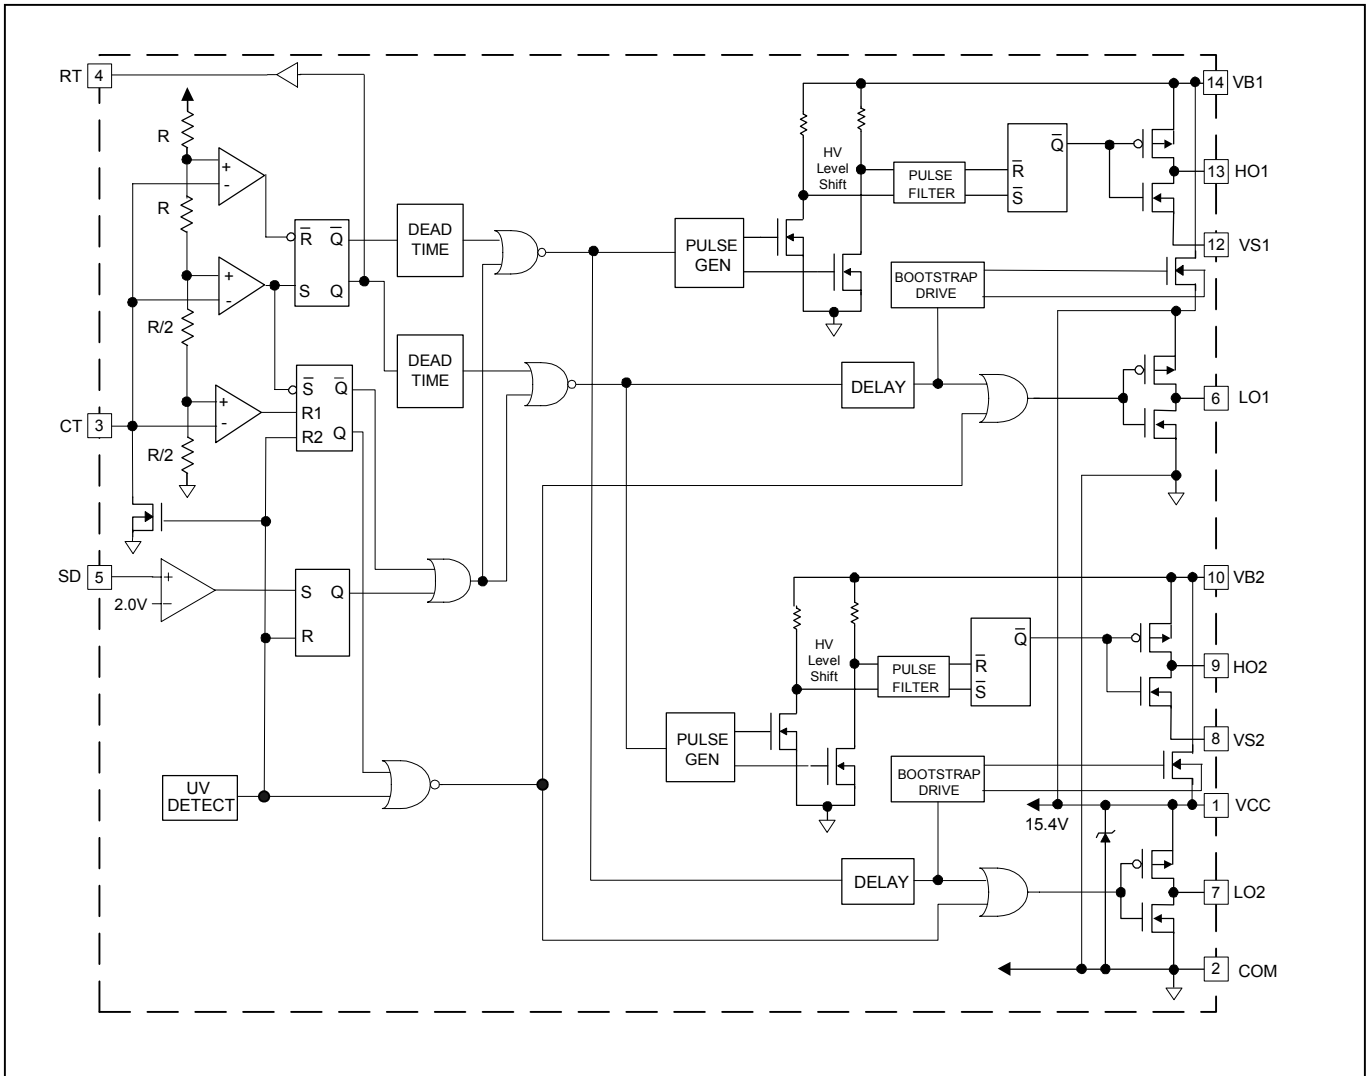 RT 4
14 VB1
R
+
-
HV
Level
Shift
PULSE
FILTER
R̅
S̅
Q̅
13 HO1
R
R̅ Q̅
S Q
DEAD
TIME
PULSE
GEN
12 VS1
BOOTSTRAP
DRIVE
+
-
R/2
DEAD
TIME
S̅ Q̅
R1
R2 Q
DELAY
6 LO1
+
-
CT 3
R/2
SD 5
+
2.0V -
S Q
R
10 VB2
HV
Level
Shift
PULSE
FILTER
R̅
S̅
Q̅
9 HO2
PULSE
GEN
8 VS2
BOOTSTRAP
DRIVE
UV
DETECT
15.4V
1 VCC
DELAY
7 LO2
2 COM